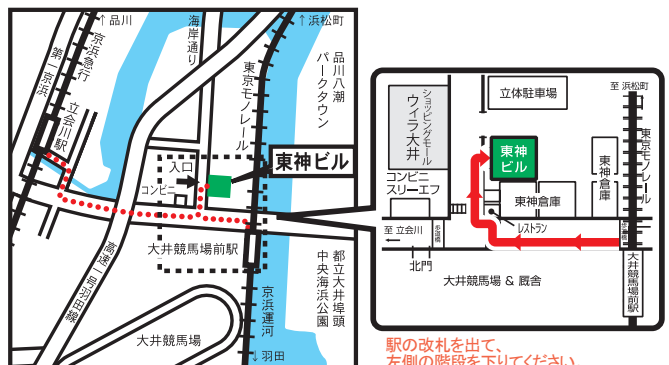 ↑品川
京浜急行
第一京浜
立会川駅
海岸通り
↑浜松町
東京モノレール
品川八潮
パークタウン
東神ビル
入口
コンビニ
大井競馬場前駅
高速一号羽田線
大井競馬場
都立大井埠頭
中央海浜公園
京浜運河
↓羽田
ショッピングモール
ウィラ大井
立体駐車場
至 浜松町
東京モノレール
東神
ビル
コンビニ
スリーエフ
東神倉庫
東神倉庫
レストラン
至 立会川
歩道橋
歩道橋
北門
大井競馬場 & 厩舎
大井競馬場前駅
駅の改札を出て、
左側の階段を下りてください